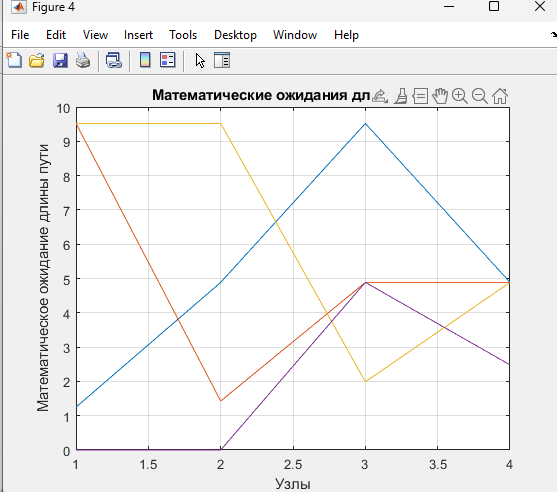 Figure 4
File Edit View Insert Tools Desktop Window Help
Математические ожидания дл
10
9
8
7
6
5
4
3
2
1
0
Математическое ожидание длины пути
1 1.5 2 2.5 3 3.5 4
Узлы